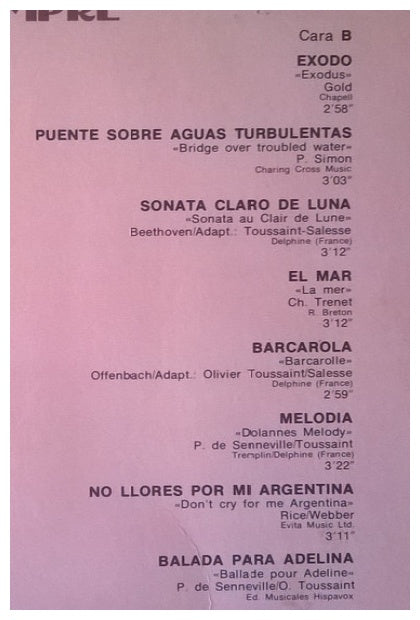 Cara B
EXODO
«Exodus»
Gold
Chapell
2'58"
PUENTE SOBRE AGUAS TURBULENTAS
«Bridge over troubled water»
P. Simon
Charing Cross Music
3'03"
SONATA CLARO DE LUNA
«Sonata au Clair de Lune»
Beethoven/Adapt.: Toussaint-Salesse
Delphine (France)
3'12"
EL MAR
«La mer»
Ch. Trenet
R. Breton
3'12"
BARCAROLA
«Barcarolle»
Offenbach/Adapt.: Olivier Toussaint/Salesse
Delphine (France)
2'59"
MELODIA
«Dolannes Melody»
P. de Senneville/Toussaint
Tremplin/Delphine (France)
3'22"
NO LLORES POR MI ARGENTINA
«Don't cry for me Argentina»
Rice/Webber
Evita Music Ltd.
3'11"
BALADA PARA ADELINA
«Ballade pour Adeline»
P. de Senneville/O. Toussaint
Ed. Musicales Hispavox